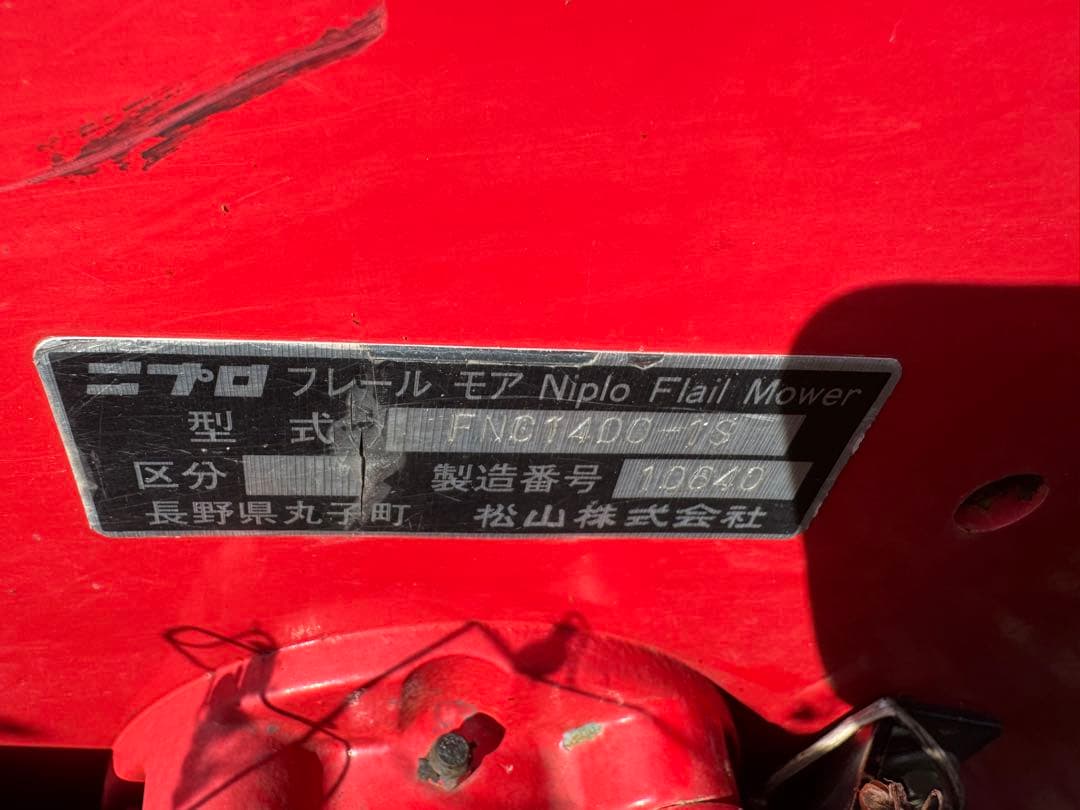 ニプロ フレール モア Niplo Flail Mower
型式 FNC1400-1S
区分 1 製造番号 10640
長野県丸子町 松山株式会社